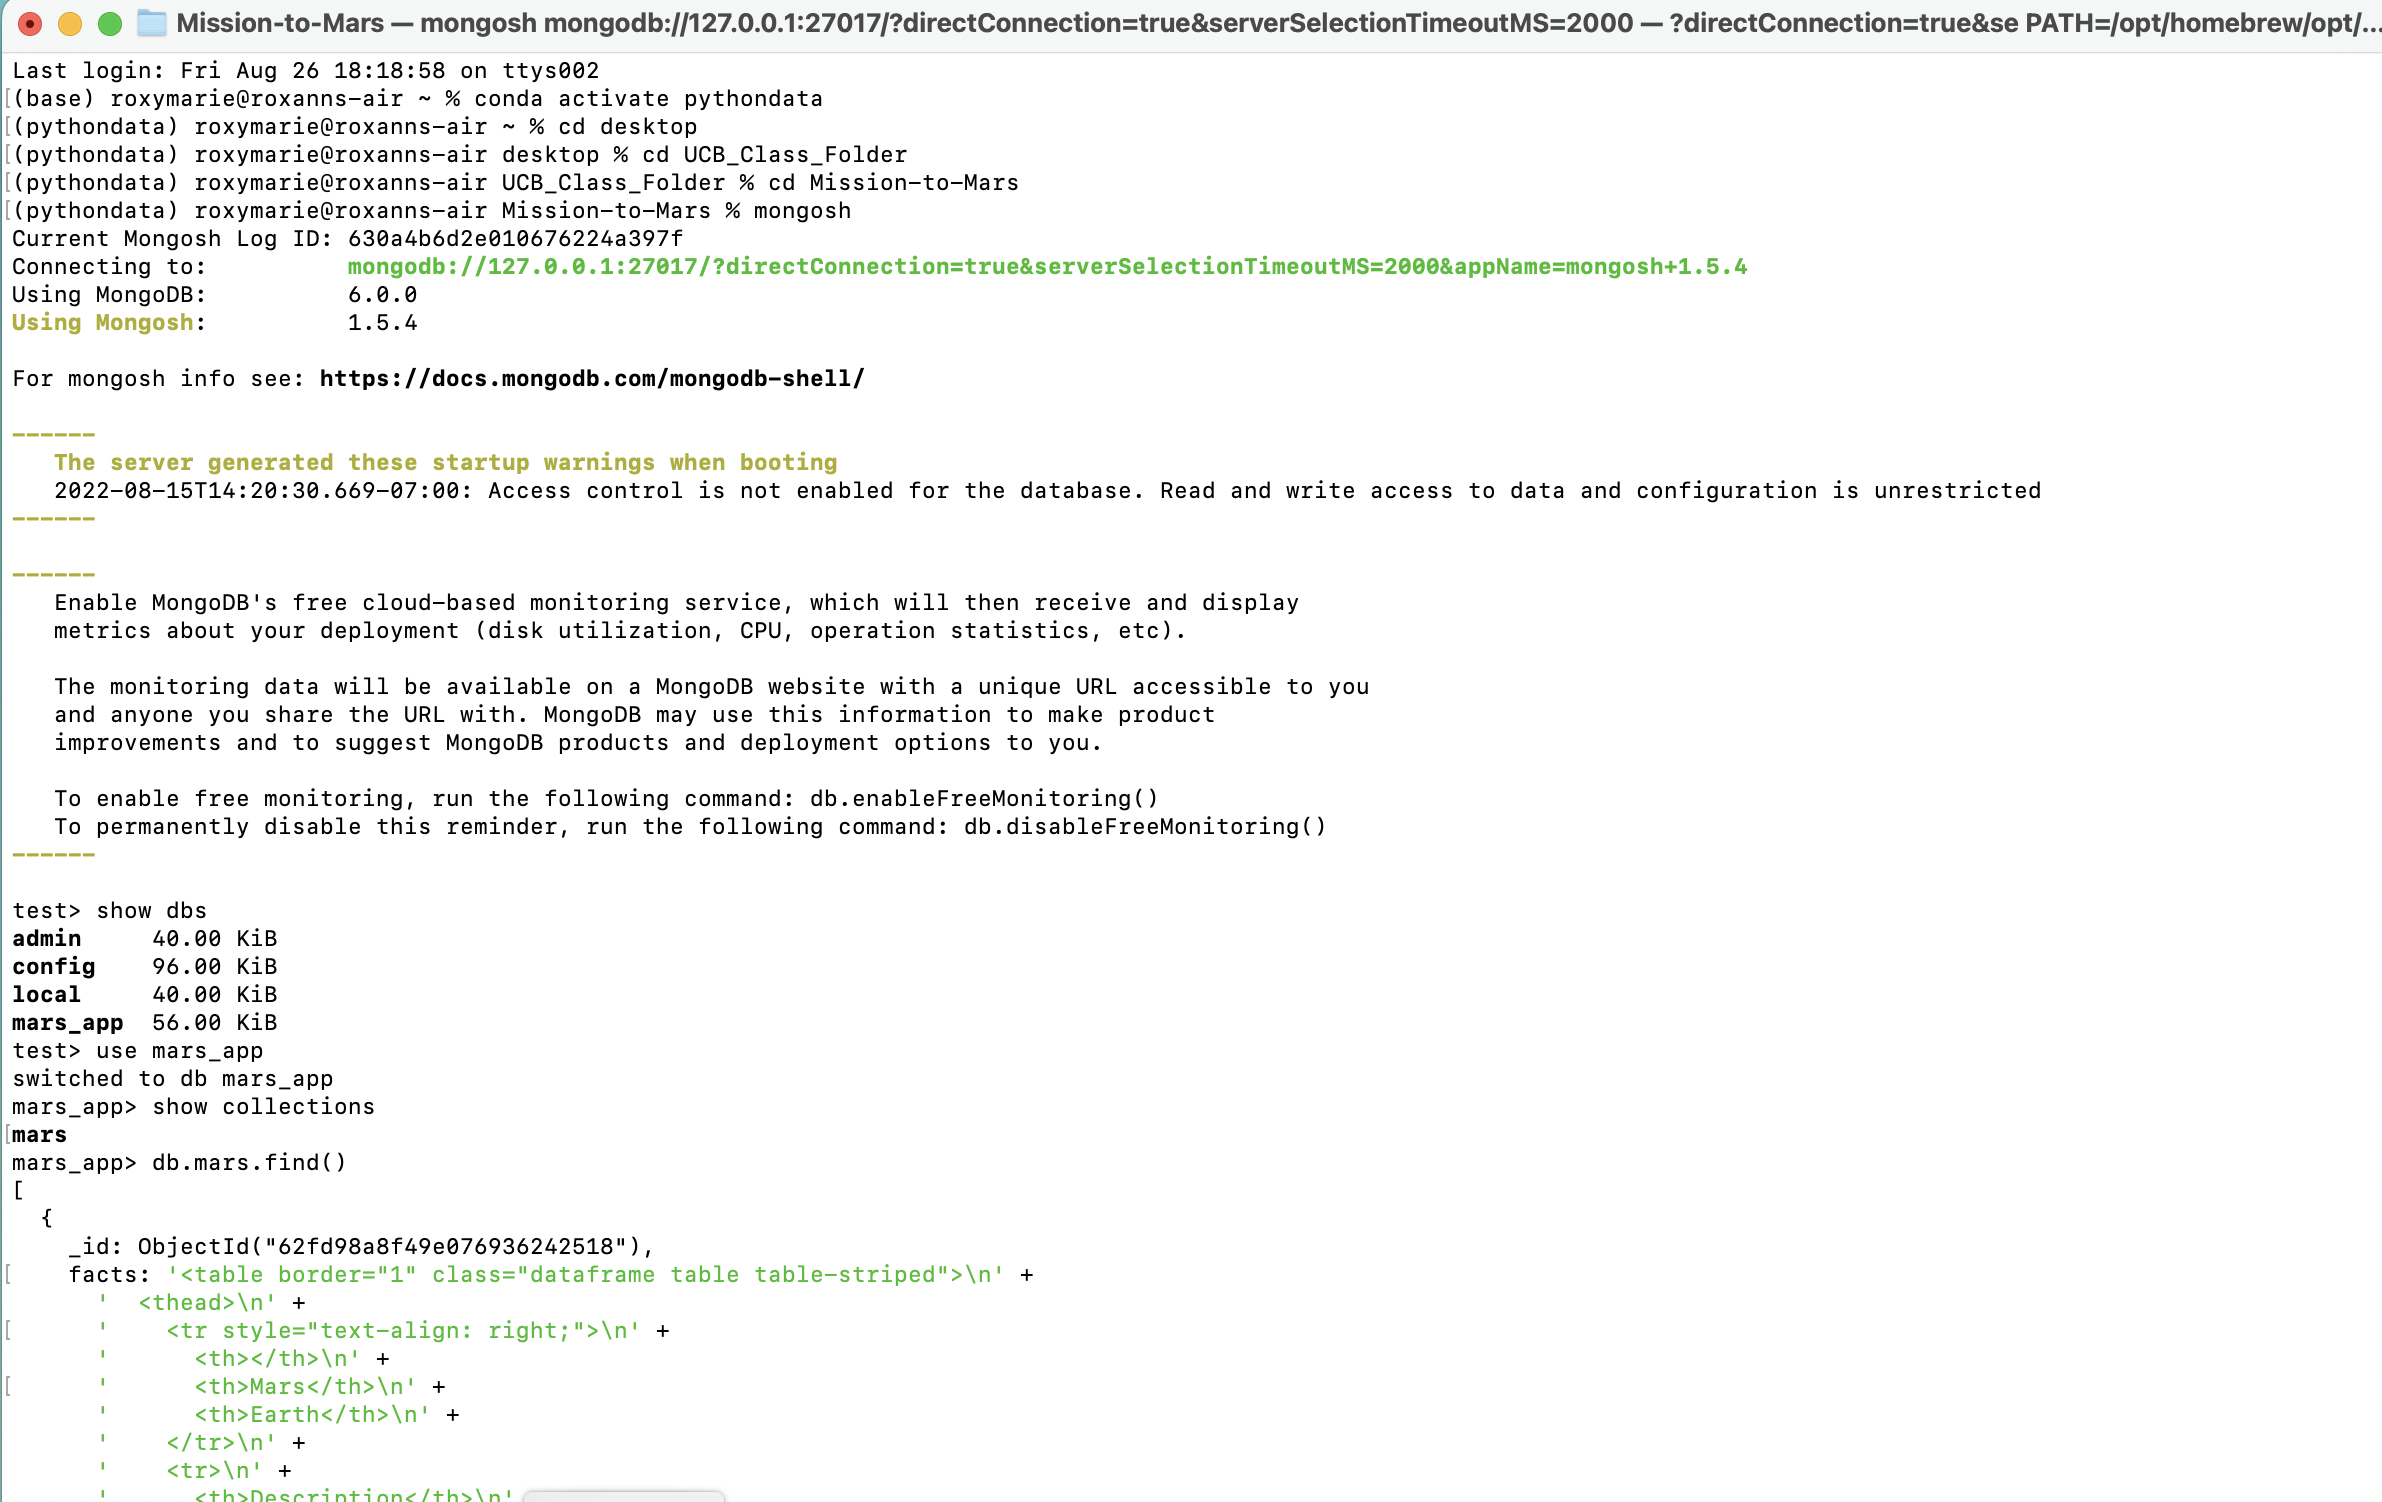 Mission-to-Mars — mongosh mongodb://127.0.0.1:27017/?directConnection=true&serverSelectionTimeoutMS=2000 — ?directConnection=true&se PATH=/opt/homebrew/opt/...
Last login: Fri Aug 26 18:18:58 on ttys002
[(base) roxymarie@roxanns-air ~ % conda activate pythondata
[(pythondata) roxymarie@roxanns-air ~ % cd desktop
[(pythondata) roxymarie@roxanns-air desktop % cd UCB_Class_Folder
[(pythondata) roxymarie@roxanns-air UCB_Class_Folder % cd Mission-to-Mars
[(pythondata) roxymarie@roxanns-air Mission-to-Mars % mongosh
Current Mongosh Log ID: 630a4b6d2e010676224a397f
Connecting to:          mongodb://127.0.0.1:27017/?directConnection=true&serverSelectionTimeoutMS=2000&appName=mongosh+1.5.4
Using MongoDB:          6.0.0
Using Mongosh:          1.5.4
For mongosh info see: https://docs.mongodb.com/mongodb-shell/
------
   The server generated these startup warnings when booting
   2022-08-15T14:20:30.669-07:00: Access control is not enabled for the database. Read and write access to data and configuration is unrestricted
------
------
   Enable MongoDB's free cloud-based monitoring service, which will then receive and display
   metrics about your deployment (disk utilization, CPU, operation statistics, etc).
   The monitoring data will be available on a MongoDB website with a unique URL accessible to you
   and anyone you share the URL with. MongoDB may use this information to make product
   improvements and to suggest MongoDB products and deployment options to you.
   To enable free monitoring, run the following command: db.enableFreeMonitoring()
   To permanently disable this reminder, run the following command: db.disableFreeMonitoring()
------
test> show dbs
admin     40.00 KiB
config    96.00 KiB
local     40.00 KiB
mars_app  56.00 KiB
test> use mars_app
switched to db mars_app
mars_app> show collections
[mars
mars_app> db.mars.find()
[
  {
    _id: ObjectId("62fd98a8f49e076936242518"),
[    facts: '<table border="1" class="dataframe table table-striped">\n' +
      '  <thead>\n' +
[      '    <tr style="text-align: right;">\n' +
      '      <th></th>\n' +
[      '      <th>Mars</th>\n' +
      '      <th>Earth</th>\n' +
      '    </tr>\n' +
      '    <tr>\n' +
      '      <th>Description</th>\n'